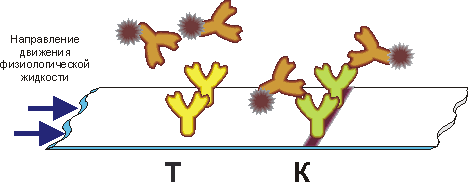 Направление
движения
физиологической
жидкости
Т К